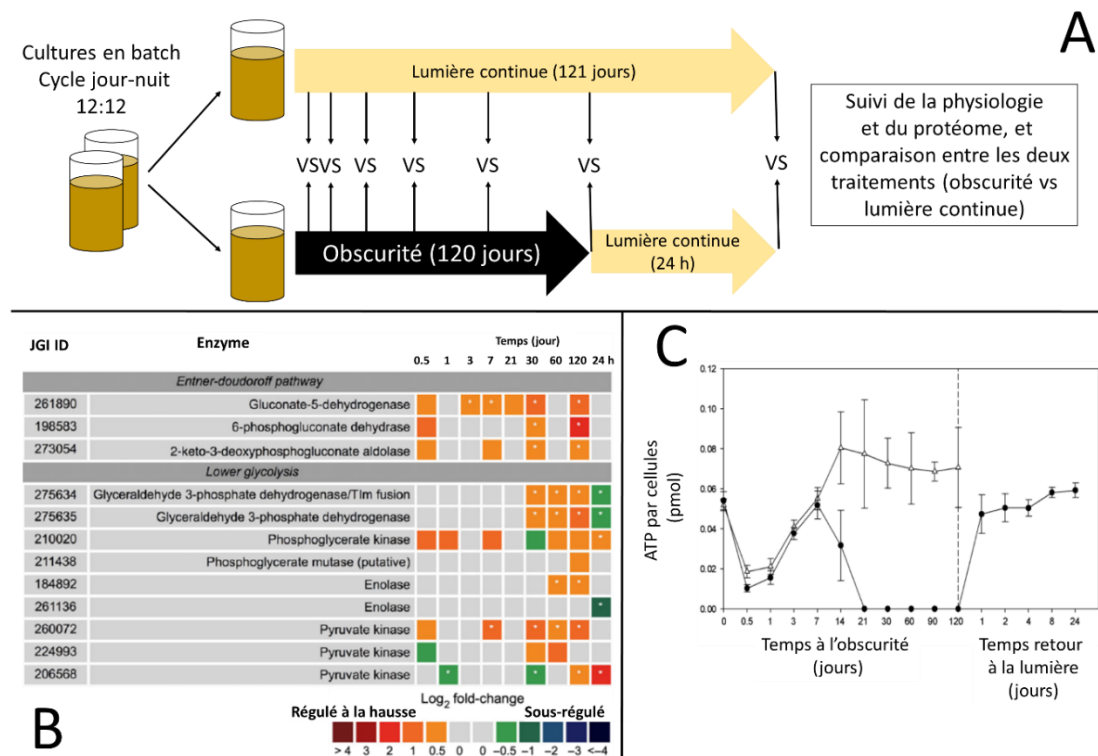 A
Cultures en batch
Cycle jour-nuit
12:12
Lumière continue (121 jours)
VS VS VS VS VS VS VS
Obscurité (120 jours)
Lumière continue
(24 h)
Suivi de la physiologie
et du protéome, et
comparaison entre les deux
traitements (obscurité vs
lumière continue)
B
JGI ID Enzyme Temps (jour)
0.5 1 3 7 21 30 60 120 24 h
Entner-doudoroff pathway
261890 Gluconate-5-dehydrogenase
198583 6-phosphogluconate dehydrase
273054 2-keto-3-deoxyphosphogluconate aldolase
Lower glycolysis
275634 Glyceraldehyde 3-phosphate dehydrogenase/TIm fusion
275635 Glyceraldehyde 3-phosphate dehydrogenase
210020 Phosphoglycerate kinase
211438 Phosphoglycerate mutase (putative)
184892 Enolase
261136 Enolase
260072 Pyruvate kinase
224993 Pyruvate kinase
206568 Pyruvate kinase
Log2 fold-change
Régulé à la hausse Sous-régulé
> 4 3 2 1 0.5 0 0 −0.5 −1 −2 −3 <−4
C
ATP par cellules
(pmol)
0.12
0.10
0.08
0.06
0.04
0.02
0.00
0 0.5 1 3 7 14 21 30 60 90 120 1 2 4 8 24
Temps à l'obscurité
(jours)
Temps retour
à la lumière
(jours)